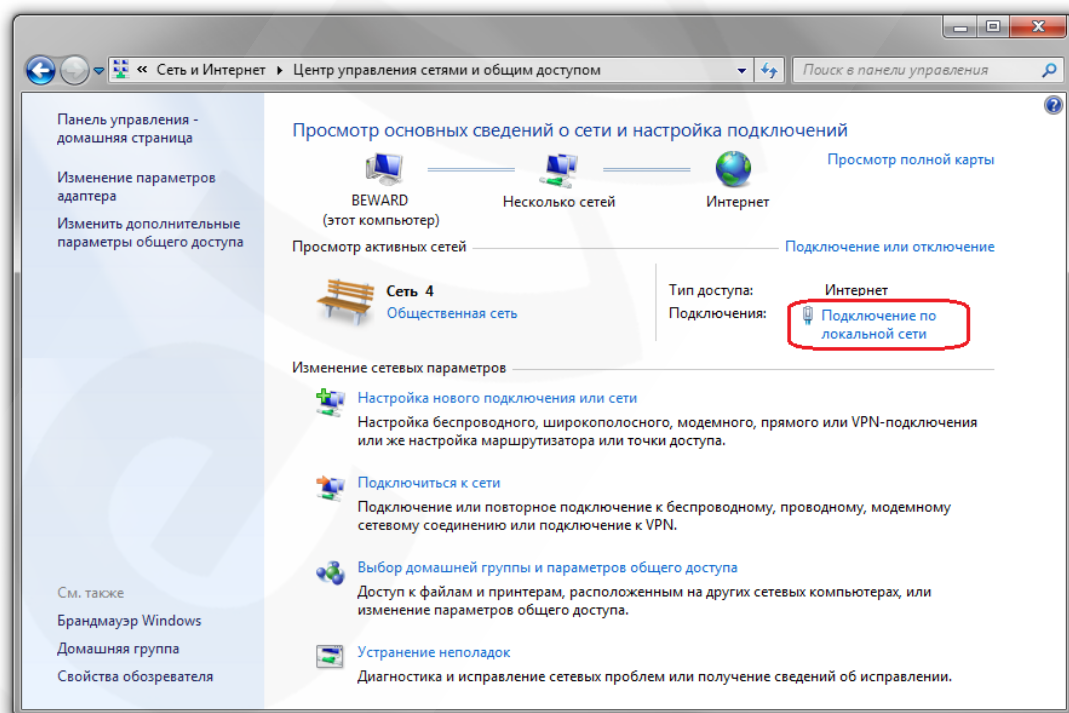 « Сеть и Интернет ▸ Центр управления сетями и общим доступом
Поиск в панели управления
Панель управления -
домашняя страница
Изменение параметров
адаптера
Изменить дополнительные
параметры общего доступа
См. также
Брандмауэр Windows
Домашняя группа
Свойства обозревателя
Просмотр основных сведений о сети и настройка подключений
Просмотр полной карты
BEWARD
(этот компьютер)
Несколько сетей
Интернет
Просмотр активных сетей
Подключение или отключение
Сеть 4
Общественная сеть
Тип доступа: Интернет
Подключения: Подключение по
локальной сети
Изменение сетевых параметров
Настройка нового подключения или сети
Настройка беспроводного, широкополосного, модемного, прямого или VPN-подключения
или же настройка маршрутизатора или точки доступа.
Подключиться к сети
Подключение или повторное подключение к беспроводному, проводному, модемному
сетевому соединению или подключение к VPN.
Выбор домашней группы и параметров общего доступа
Доступ к файлам и принтерам, расположенным на других сетевых компьютерах, или
изменение параметров общего доступа.
Устранение неполадок
Диагностика и исправление сетевых проблем или получение сведений об исправлении.